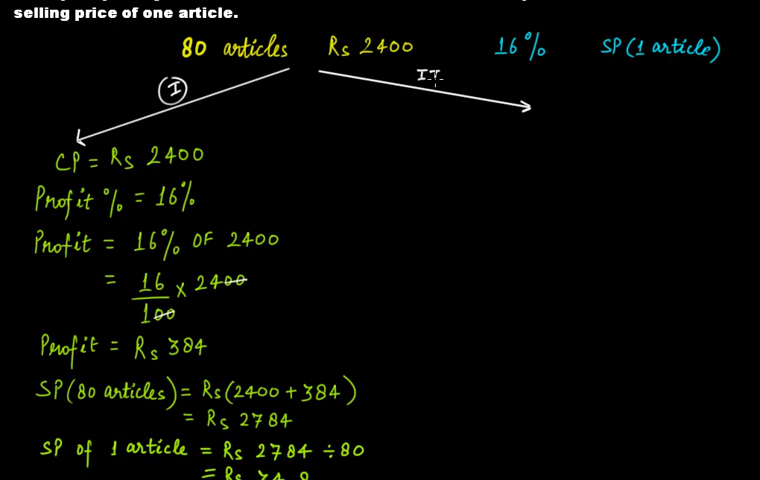 selling price of one article.
80 articles Rs 2400 16% SP (1 article)
I II
CP = Rs 2400
Profit % = 16%
Profit = 16% OF 2400
= 16/100 x 2400
Profit = Rs 384
SP (80 articles) = Rs (2400 + 384)
= Rs 2784
SP of 1 article = Rs 2784 ÷ 80
= Rs